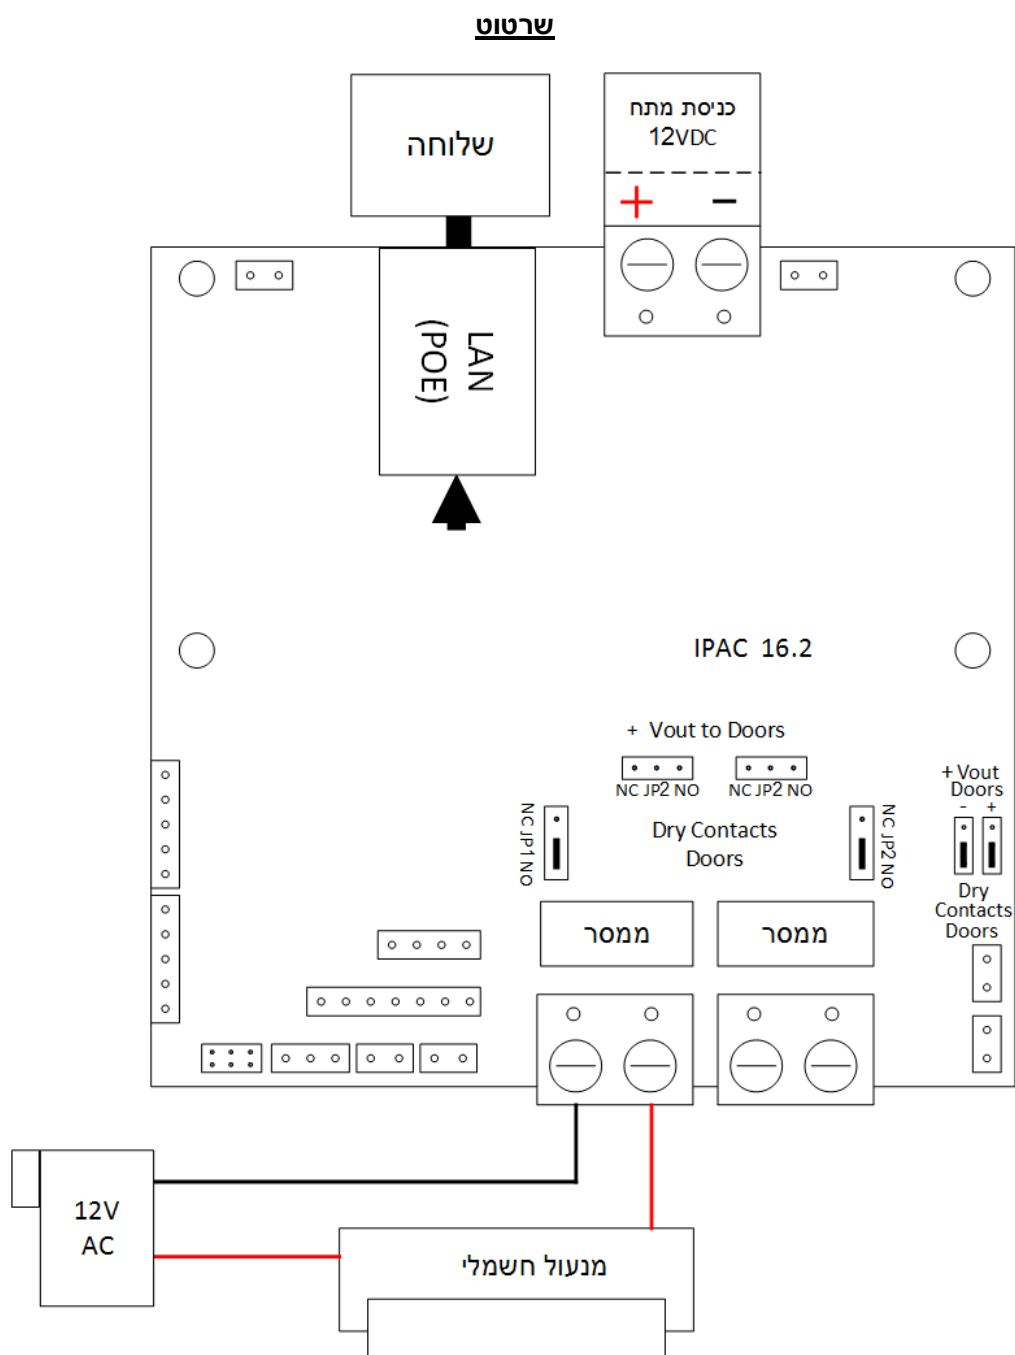 שרטוט
שלוחה
כניסת מתח
12VDC
+ −
LAN
(POE)
IPAC 16.2
+ Vout to Doors
NC JP2 NO
NC JP2 NO
NC JP1 NO
Dry Contacts
Doors
NC JP2 NO
+ Vout
Doors
- +
Dry
Contacts
Doors
ממסר
ממסר
12V
AC
מנעול חשמלי